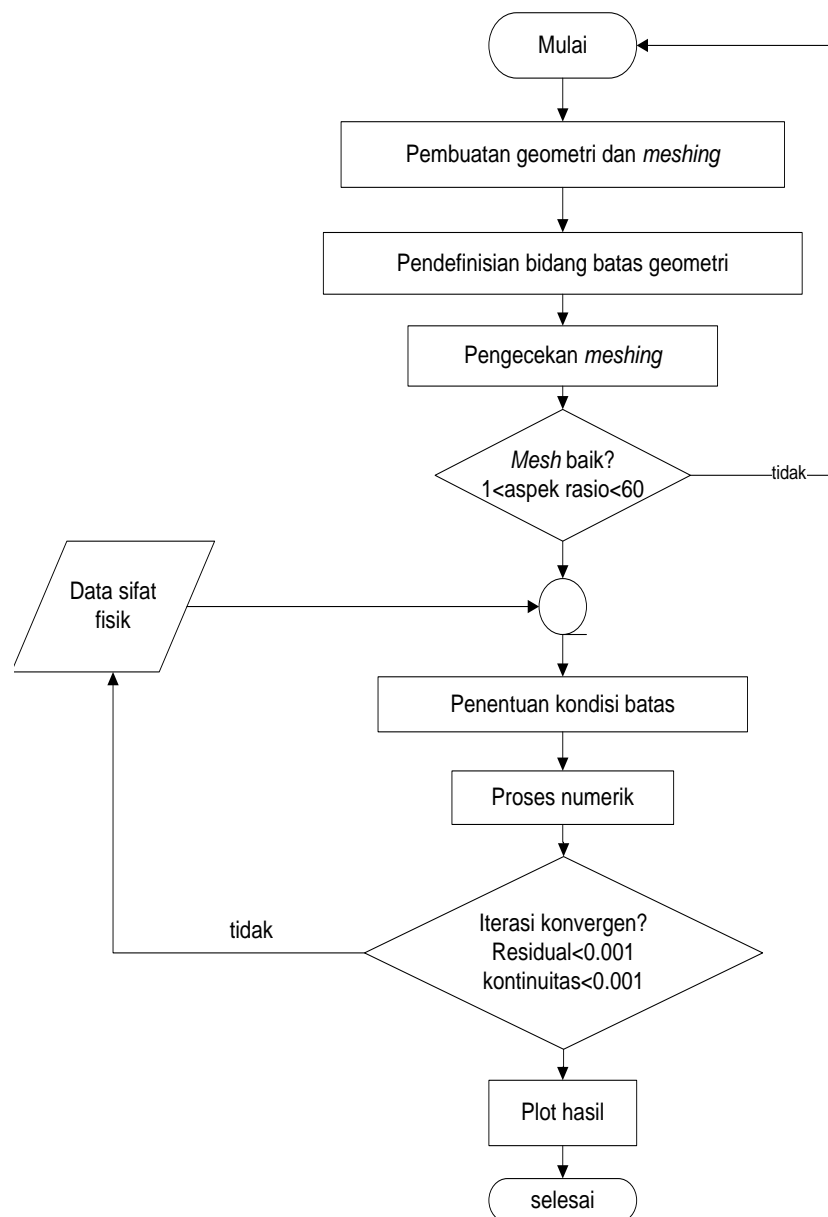 Mulai
Pembuatan geometri dan meshing
Pendefinisian bidang batas geometri
Pengecekan meshing
Mesh baik?
1<aspek rasio<60
tidak
Data sifat
fisik
Penentuan kondisi batas
Proses numerik
Iterasi konvergen?
Residual<0.001
kontinuitas<0.001
tidak
Plot hasil
selesai